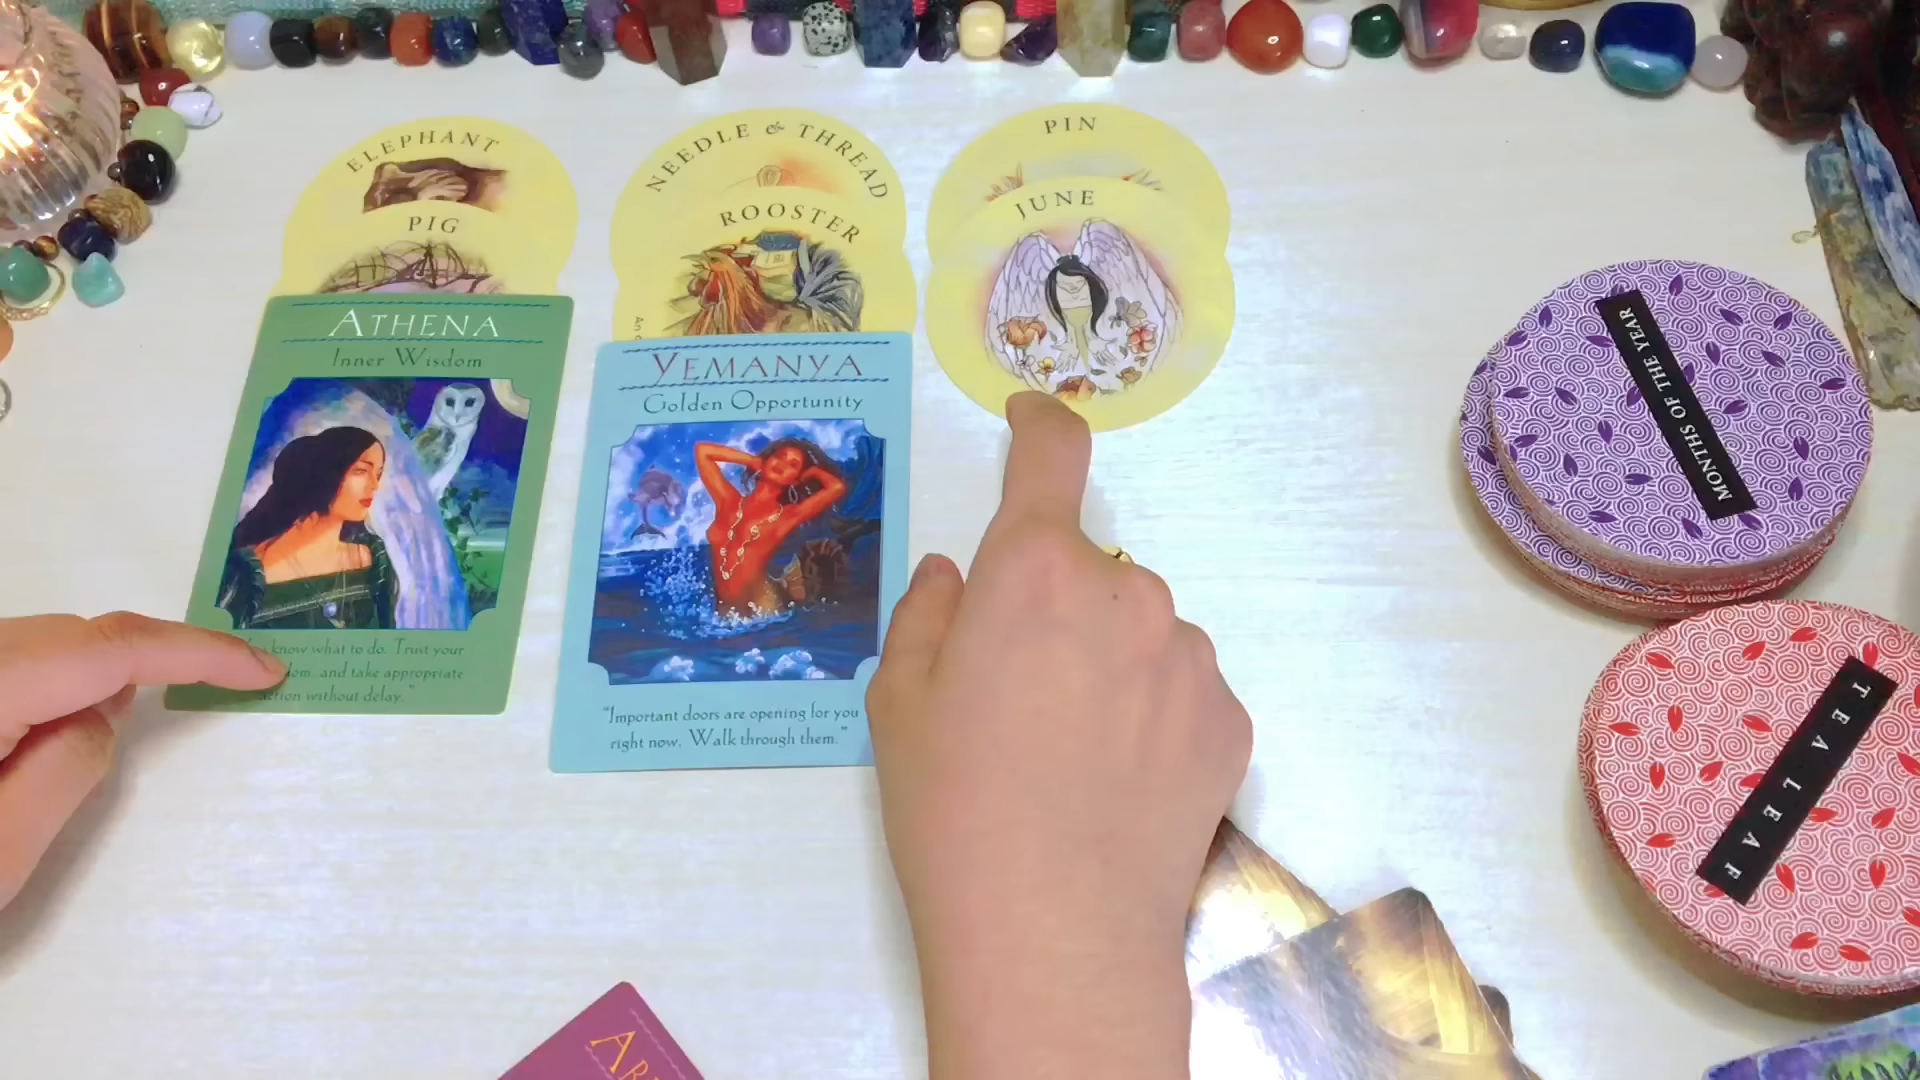 ELEPHANT
PIG
ATHENA
Inner Wisdom
know what to do. Trust your
and take appropriate
action without delay."
NEEDLE & THREAD
ROOSTER
An
YEMANYA
Golden Opportunity
"Important doors are opening for you
right now. Walk through them."
PIN
JUNE
MONTHS OF THE YEAR
TEA LEAF